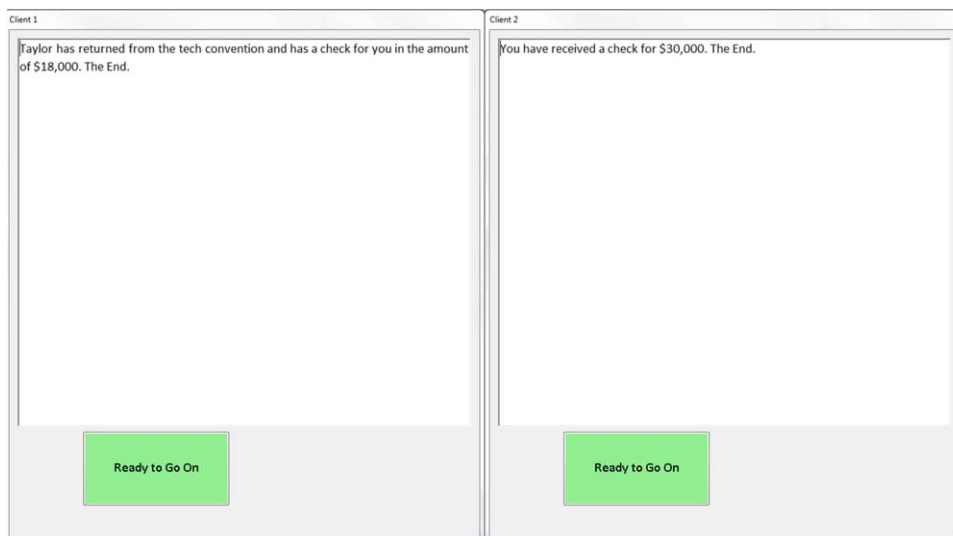 Client 1
Taylor has returned from the tech convention and has a check for you in the amount
of $18,000. The End.
Ready to Go On
Client 2
You have received a check for $30,000. The End.
Ready to Go On